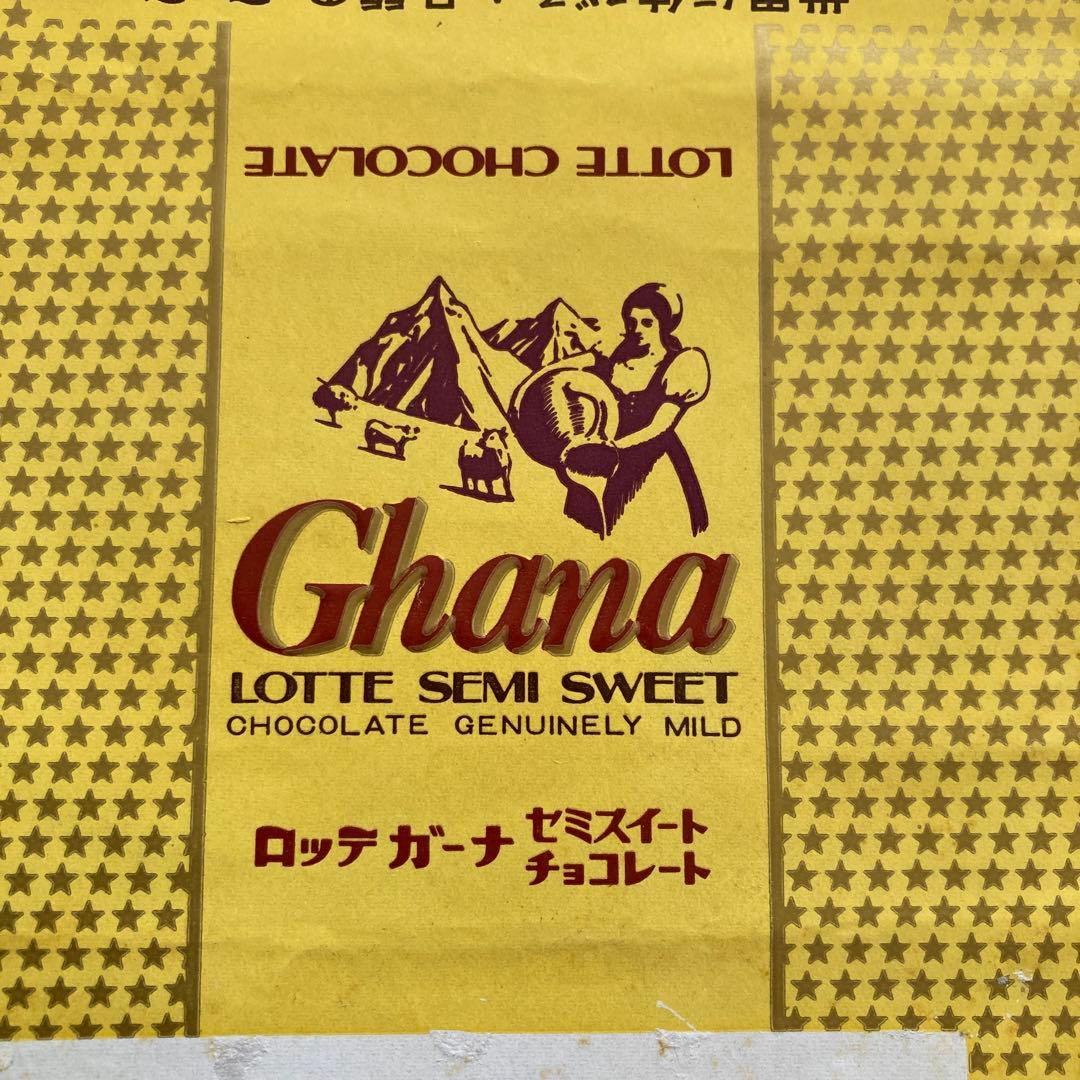 LOTTE CHOCOLATE
Ghana
LOTTE SEMI SWEET
CHOCOLATE GENUINELY MILD
ロッテ ガーナ セミスイート
チョコレート